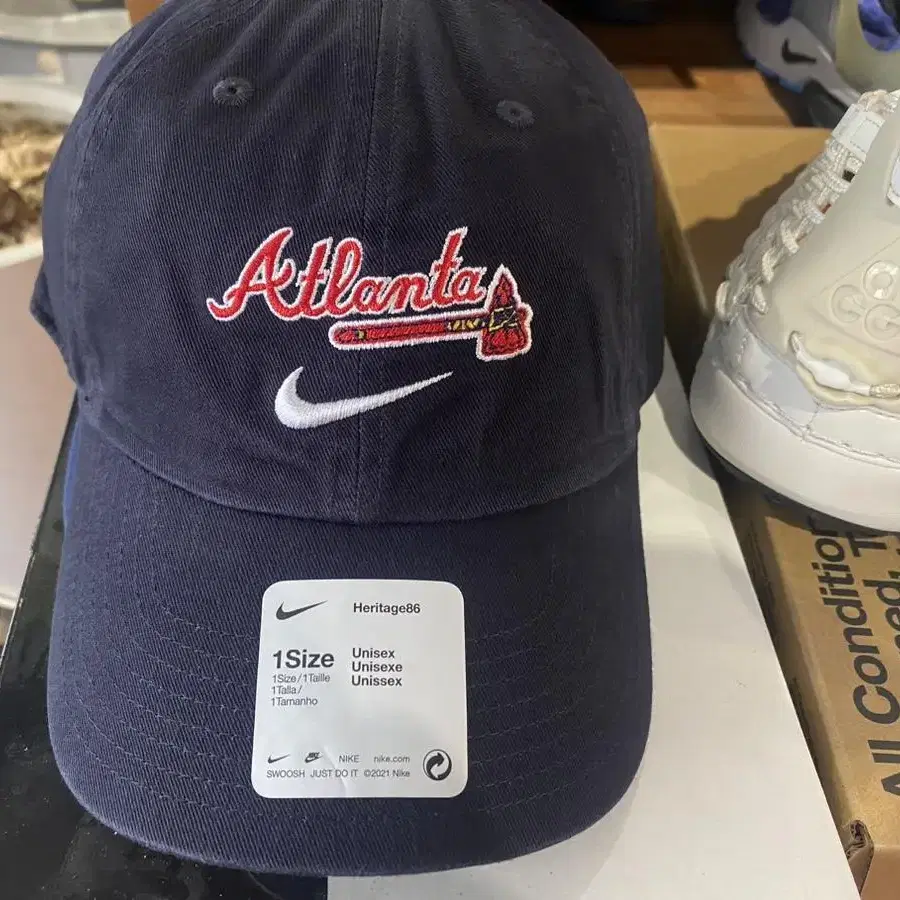 Atlanta
Heritage86
1Size
1Size/1Taille
1Talla/
1Tamanho
Unisex
Unisexe
Unissex
NIKE nike.com
SWOOSH JUST DO IT ©2021 Nike
All Condition